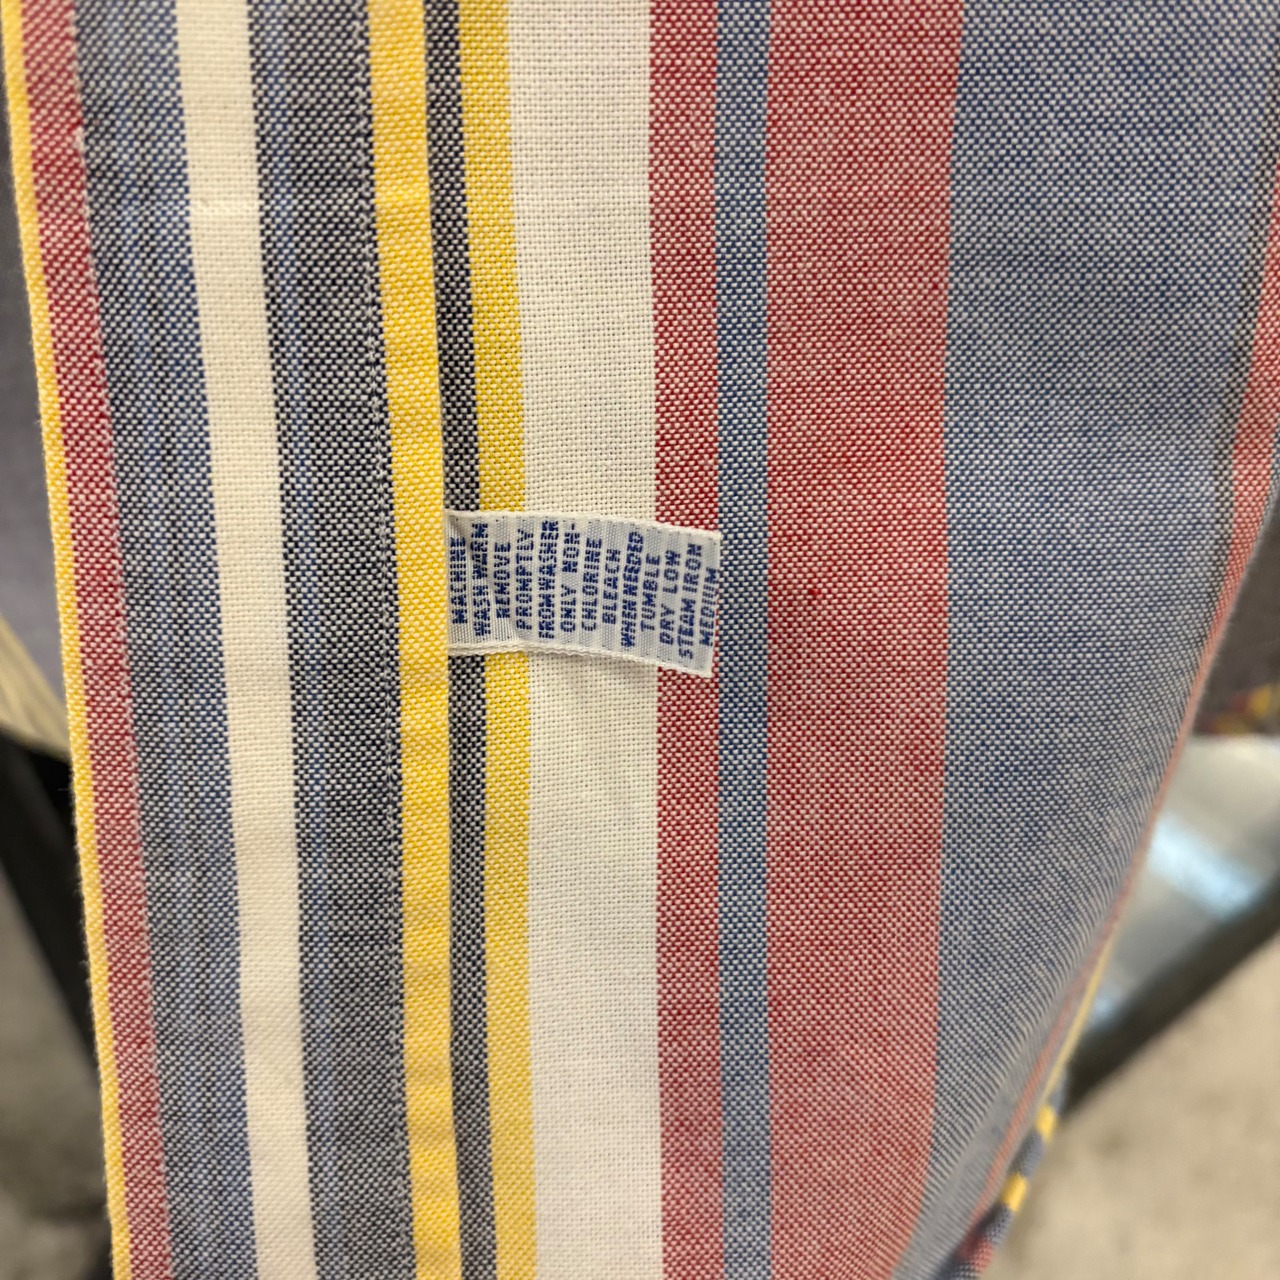 MACHINE
WASH WARM
REMOVE
PROMPTLY
FROM WASHER
ONLY NON-
CHLORINE
BLEACH
WHEN NEEDED
TUMBLE
DRY LOW
STEAM IRON
MEDIUM